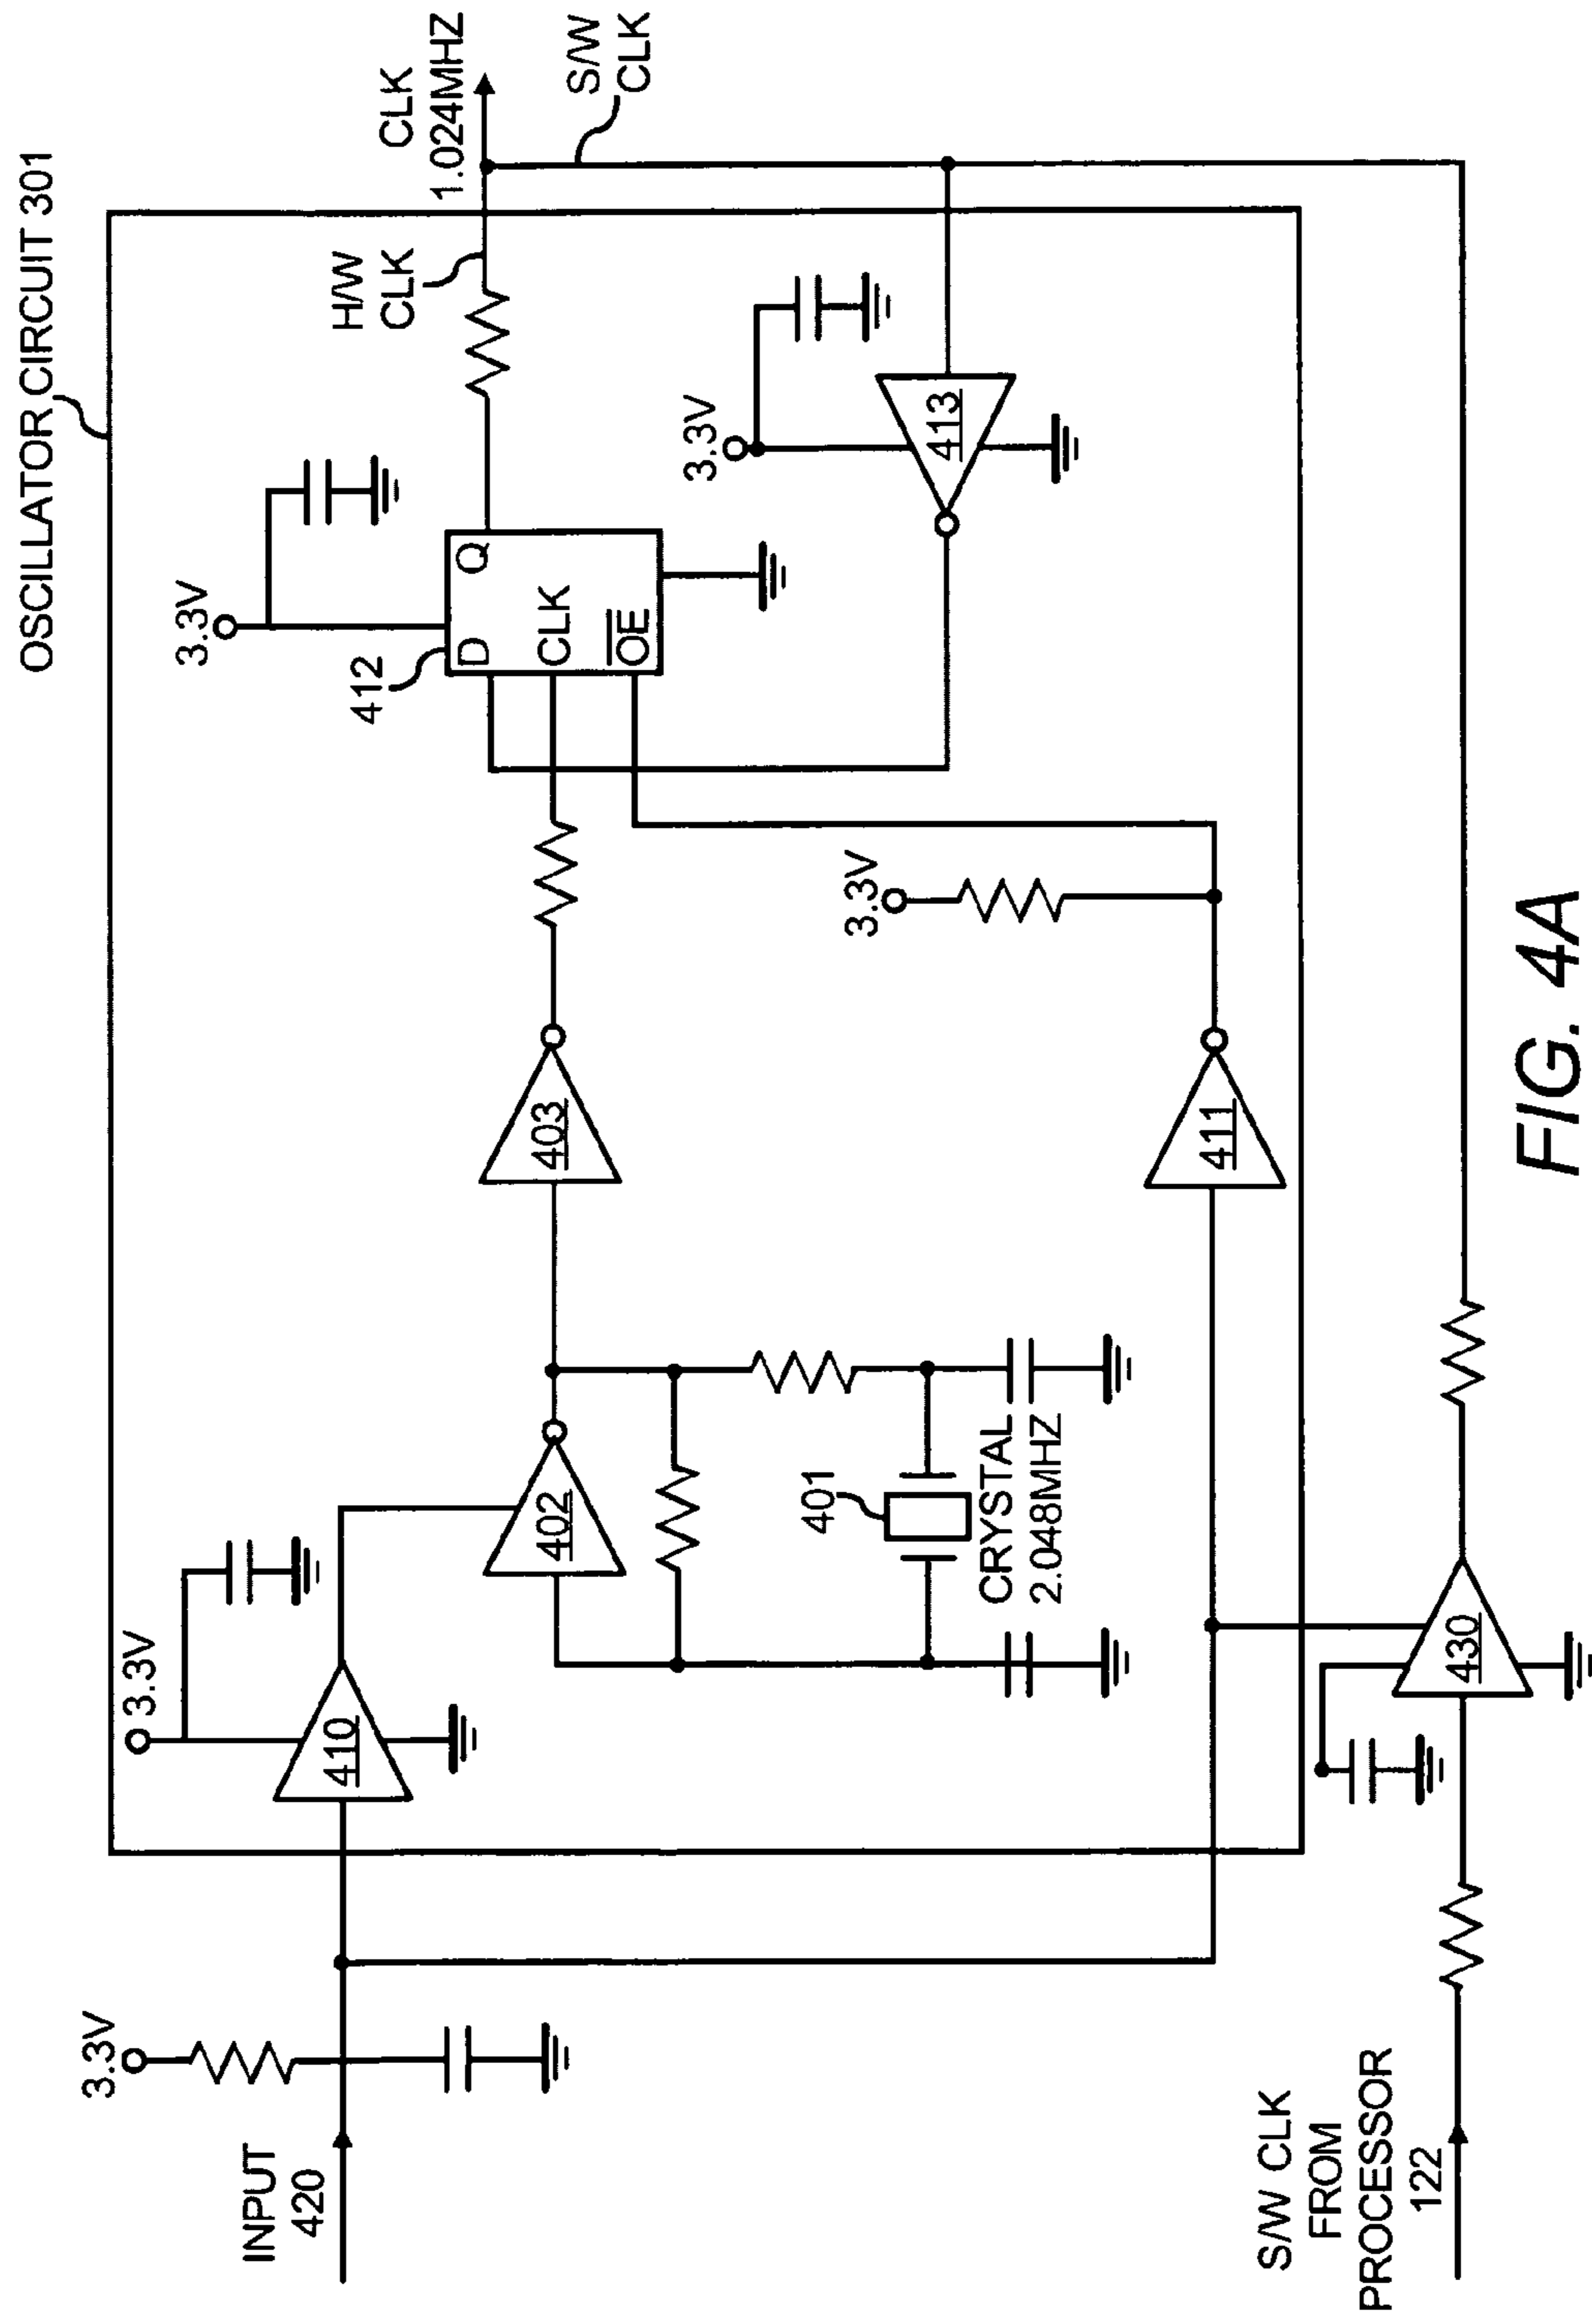 OSCILLATOR CIRCUIT 301
CLK
1.024MHZ
S/W
CLK
H/W
CLK
3.3V
412
D
Q
CLK
OE
3.3V
413
3.3V
403
411
3.3V
410
402
401
CRYSTAL
2.048MHZ
3.3V
INPUT
420
430
S/W CLK
FROM
PROCESSOR
122
FIG. 4A